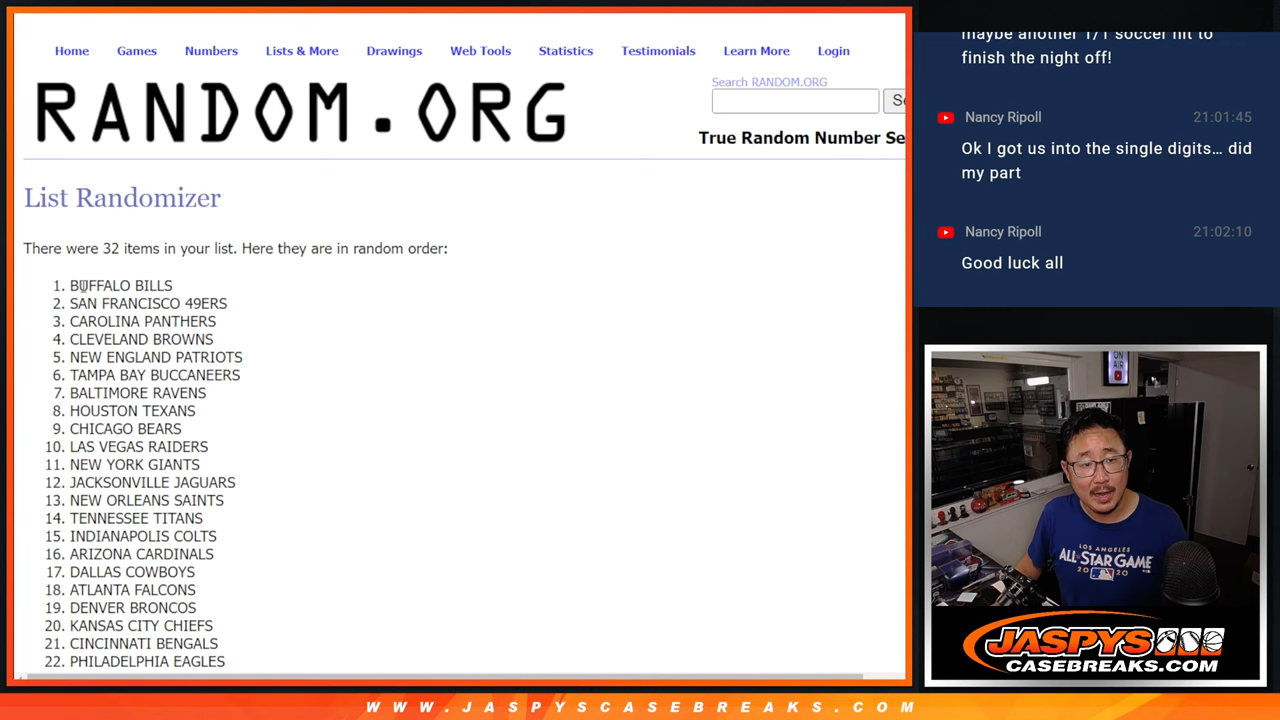 Home Games Numbers Lists & More Drawings Web Tools Statistics Testimonials Learn More Login
RANDOM.ORG
Search RANDOM.ORG
True Random Number Se
List Randomizer
There were 32 items in your list. Here they are in random order:
1. BUFFALO BILLS
2. SAN FRANCISCO 49ERS
3. CAROLINA PANTHERS
4. CLEVELAND BROWNS
5. NEW ENGLAND PATRIOTS
6. TAMPA BAY BUCCANEERS
7. BALTIMORE RAVENS
8. HOUSTON TEXANS
9. CHICAGO BEARS
10. LAS VEGAS RAIDERS
11. NEW YORK GIANTS
12. JACKSONVILLE JAGUARS
13. NEW ORLEANS SAINTS
14. TENNESSEE TITANS
15. INDIANAPOLIS COLTS
16. ARIZONA CARDINALS
17. DALLAS COWBOYS
18. ATLANTA FALCONS
19. DENVER BRONCOS
20. KANSAS CITY CHIEFS
21. CINCINNATI BENGALS
22. PHILADELPHIA EAGLES
maybe another 1/1 soccer hit to
finish the night off!
Nancy Ripoll 21:01:45
Ok I got us into the single digits... did
my part
Nancy Ripoll 21:02:10
Good luck all
ON
AIR
LOS ANGELES
ALL STAR GAME
2020
JASPYS
CASEBREAKS.COM
WWW.JASPYSCASEBREAKS.COM